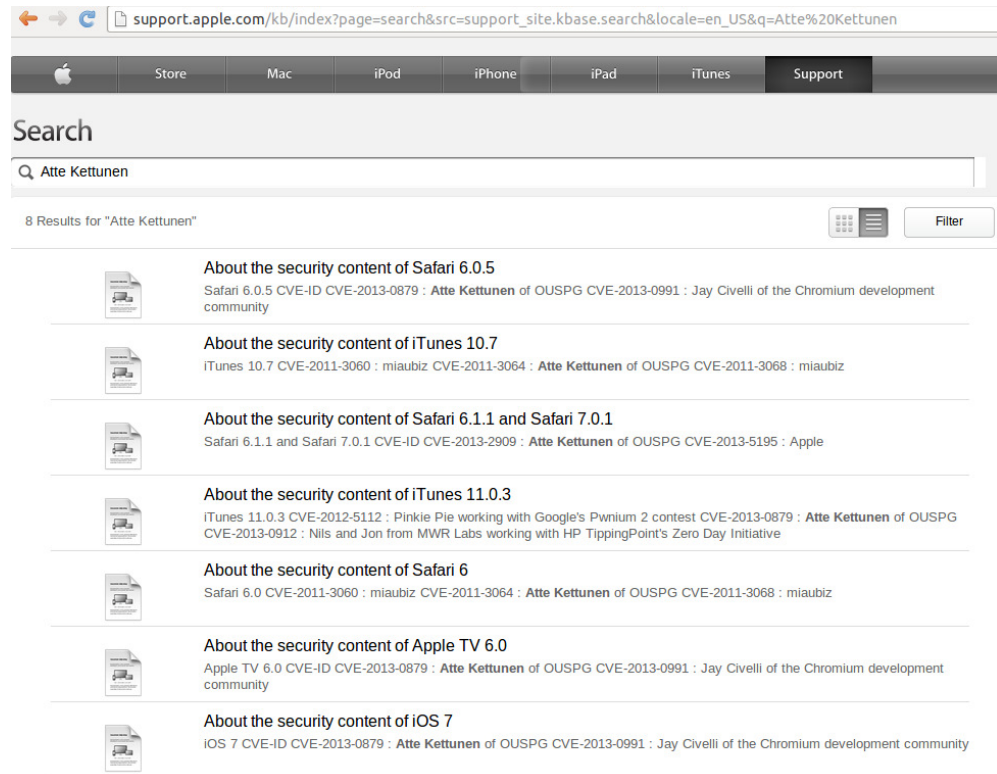 support.apple.com/kb/index?page=search&src=support_site.kbase.search&locale=en_US&q=Atte%20Kettunen
Store Mac iPod iPhone iPad iTunes Support
Search
Atte Kettunen
8 Results for "Atte Kettunen"
Filter
About the security content of Safari 6.0.5
Safari 6.0.5 CVE-ID CVE-2013-0879 : Atte Kettunen of OUSPG CVE-2013-0991 : Jay Civelli of the Chromium development
community
About the security content of iTunes 10.7
iTunes 10.7 CVE-2011-3060 : miaubiz CVE-2011-3064 : Atte Kettunen of OUSPG CVE-2011-3068 : miaubiz
About the security content of Safari 6.1.1 and Safari 7.0.1
Safari 6.1.1 and Safari 7.0.1 CVE-ID CVE-2013-2909 : Atte Kettunen of OUSPG CVE-2013-5195 : Apple
About the security content of iTunes 11.0.3
iTunes 11.0.3 CVE-2012-5112 : Pinkie Pie working with Google's Pwnium 2 contest CVE-2013-0879 : Atte Kettunen of OUSPG
CVE-2013-0912 : Nils and Jon from MWR Labs working with HP TippingPoint's Zero Day Initiative
About the security content of Safari 6
Safari 6.0 CVE-2011-3060 : miaubiz CVE-2011-3064 : Atte Kettunen of OUSPG CVE-2011-3068 : miaubiz
About the security content of Apple TV 6.0
Apple TV 6.0 CVE-ID CVE-2013-0879 : Atte Kettunen of OUSPG CVE-2013-0991 : Jay Civelli of the Chromium development
community
About the security content of iOS 7
iOS 7 CVE-ID CVE-2013-0879 : Atte Kettunen of OUSPG CVE-2013-0991 : Jay Civelli of the Chromium development community